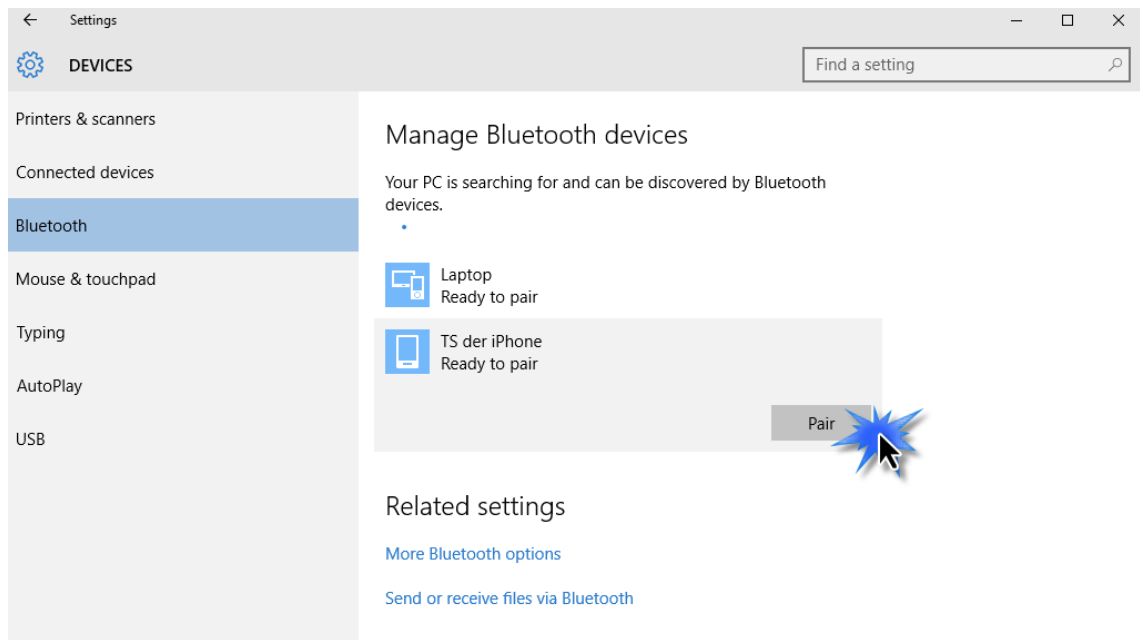 Settings
DEVICES
Find a setting
Printers & scanners
Connected devices
Bluetooth
Mouse & touchpad
Typing
AutoPlay
USB
Manage Bluetooth devices
Your PC is searching for and can be discovered by Bluetooth
devices.
Laptop
Ready to pair
TS der iPhone
Ready to pair
Pair
Related settings
More Bluetooth options
Send or receive files via Bluetooth